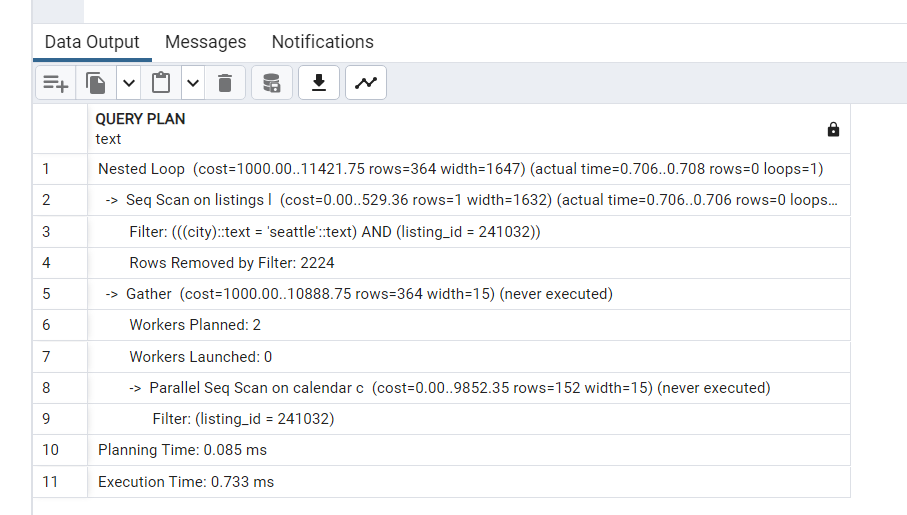 Data Output Messages Notifications
QUERY PLAN
text
1 Nested Loop (cost=1000.00..11421.75 rows=364 width=1647) (actual time=0.706..0.708 rows=0 loops=1)
2 -> Seq Scan on listings l (cost=0.00..529.36 rows=1 width=1632) (actual time=0.706..0.706 rows=0 loops...
3 Filter: (((city)::text = 'seattle'::text) AND (listing_id = 241032))
4 Rows Removed by Filter: 2224
5 -> Gather (cost=1000.00..10888.75 rows=364 width=15) (never executed)
6 Workers Planned: 2
7 Workers Launched: 0
8 -> Parallel Seq Scan on calendar c (cost=0.00..9852.35 rows=152 width=15) (never executed)
9 Filter: (listing_id = 241032)
10 Planning Time: 0.085 ms
11 Execution Time: 0.733 ms